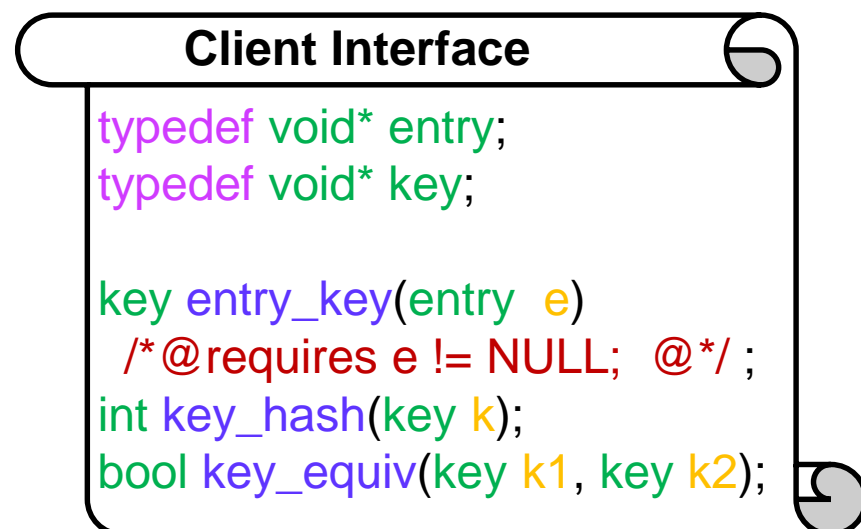 Client Interface
typedef void* entry;
typedef void* key;
key entry_key(entry e)
/*@requires e != NULL; @*/ ;
int key_hash(key k);
bool key_equiv(key k1, key k2);